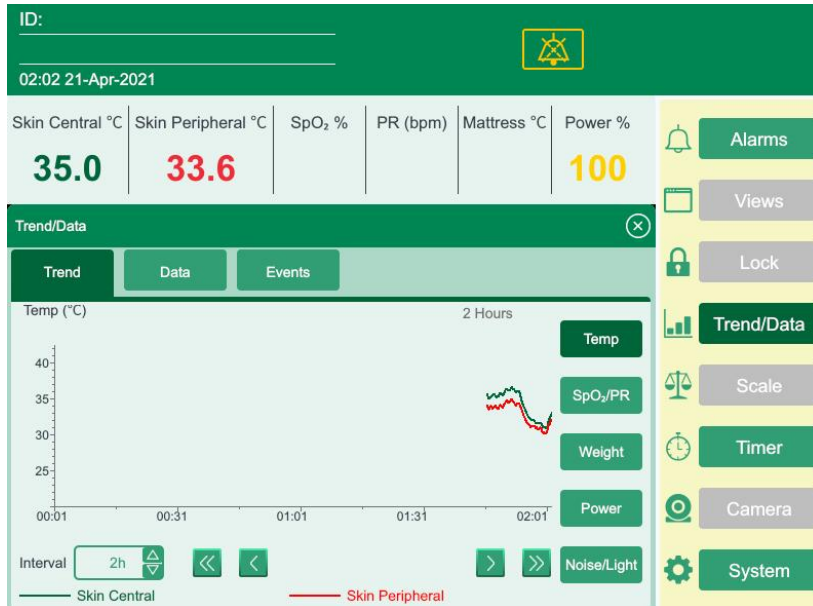 ID:
02:02 21-Apr-2021
Skin Central °C Skin Peripheral °C SpO₂ % PR (bpm) Mattress °C Power %
35.0 33.6 100
Trend/Data
Trend Data Events
Temp (°C)
2 Hours
40
35
30
25
00:01 00:31 01:01 01:31 02:01
Temp
SpO₂/PR
Weight
Power
Noise/Light
Interval 2h
Skin Central Skin Peripheral
Alarms
Views
Lock
Trend/Data
Scale
Timer
Camera
System